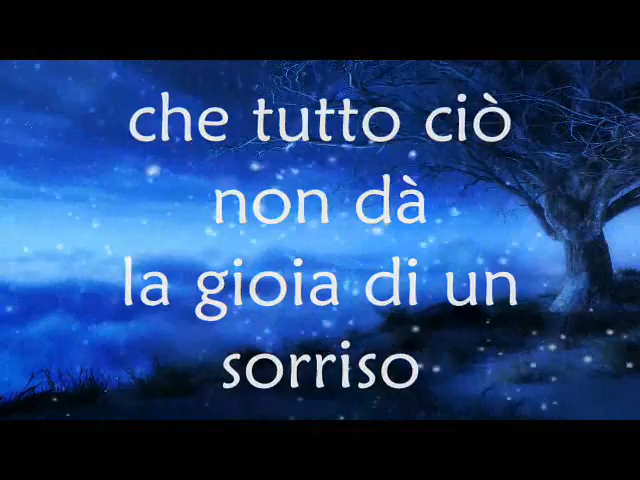 che tutto ciò
non dà
la gioia di un
sorriso